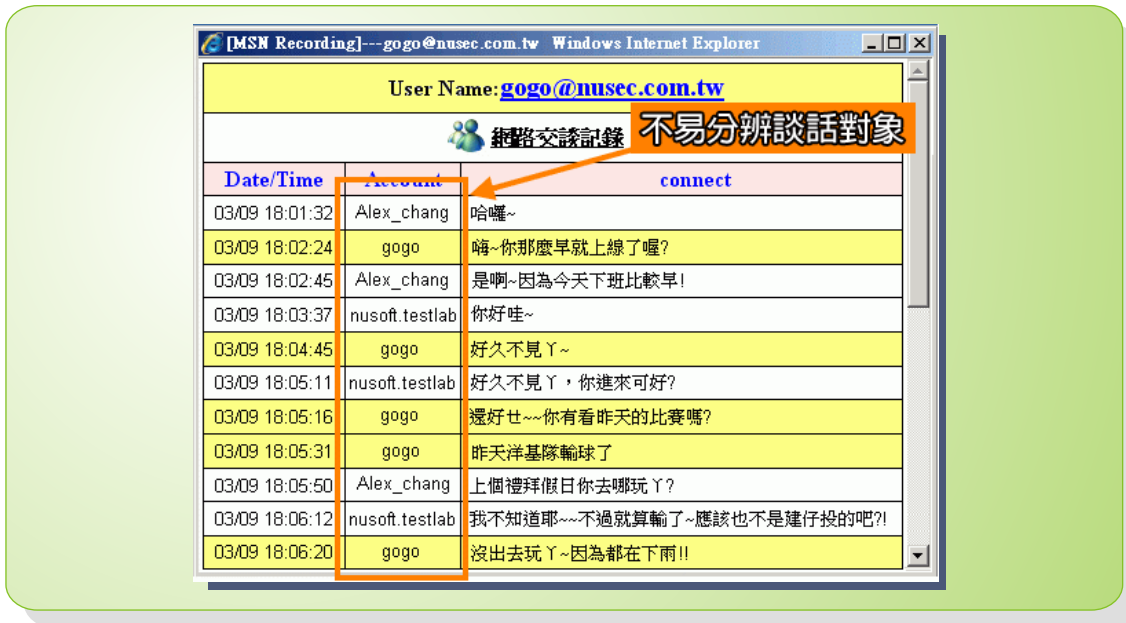 [MSN Recording]---gogo@nusec.com.tw Windows Internet Explorer
User Name:gogo@nusec.com.tw
網路交談記錄
不易分辨談話對象
Date/Time Account connect
03/09 18:01:32 Alex_chang 哈囉~
03/09 18:02:24 gogo 嗨~你那麼早就上線了喔?
03/09 18:02:45 Alex_chang 是啊~因為今天下班比較早!
03/09 18:03:37 nusoft.testlab 你好哇~
03/09 18:04:45 gogo 好久不見ㄚ~
03/09 18:05:11 nusoft.testlab 好久不見ㄚ，你進來可好?
03/09 18:05:16 gogo 還好ㄝ~~你有看昨天的比賽嗎?
03/09 18:05:31 gogo 昨天洋基隊輸球了
03/09 18:05:50 Alex_chang 上個禮拜假日你去哪玩ㄚ?
03/09 18:06:12 nusoft.testlab 我不知道耶~~不過就算輸了~應該也不是建仔投的吧?!
03/09 18:06:20 gogo 沒出去玩ㄚ~因為都在下雨!!